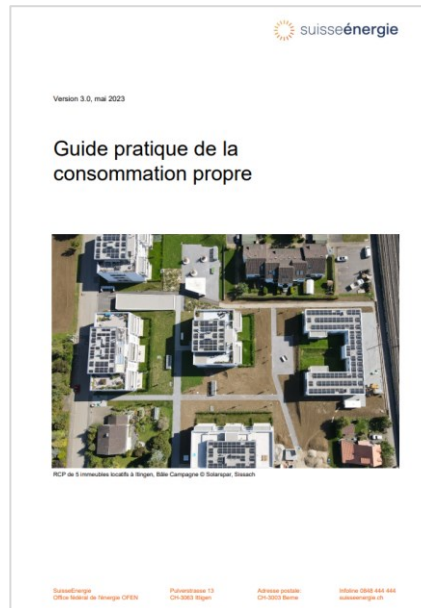 suisseénergie
Version 3.0, mai 2023
Guide pratique de la
consommation propre
RCP de 5 immeubles locatifs à Itingen, Bâle Campagne © Solarspar, Sissach
SuisseEnergie
Office fédéral de l'énergie OFEN
Pulverstrasse 13
CH-3063 Ittigen
Adresse postale:
CH-3003 Berne
Infoline 0848 444 444
suisseenergie.ch